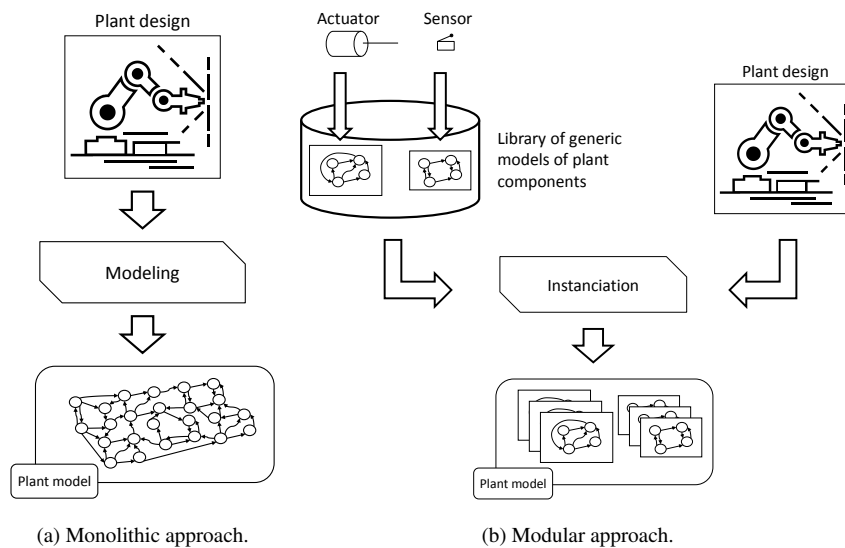 Plant design
Modeling
Plant model
(a) Monolithic approach.
Actuator
Sensor
Library of generic
models of plant
components
Plant design
Instanciation
Plant model
(b) Modular approach.